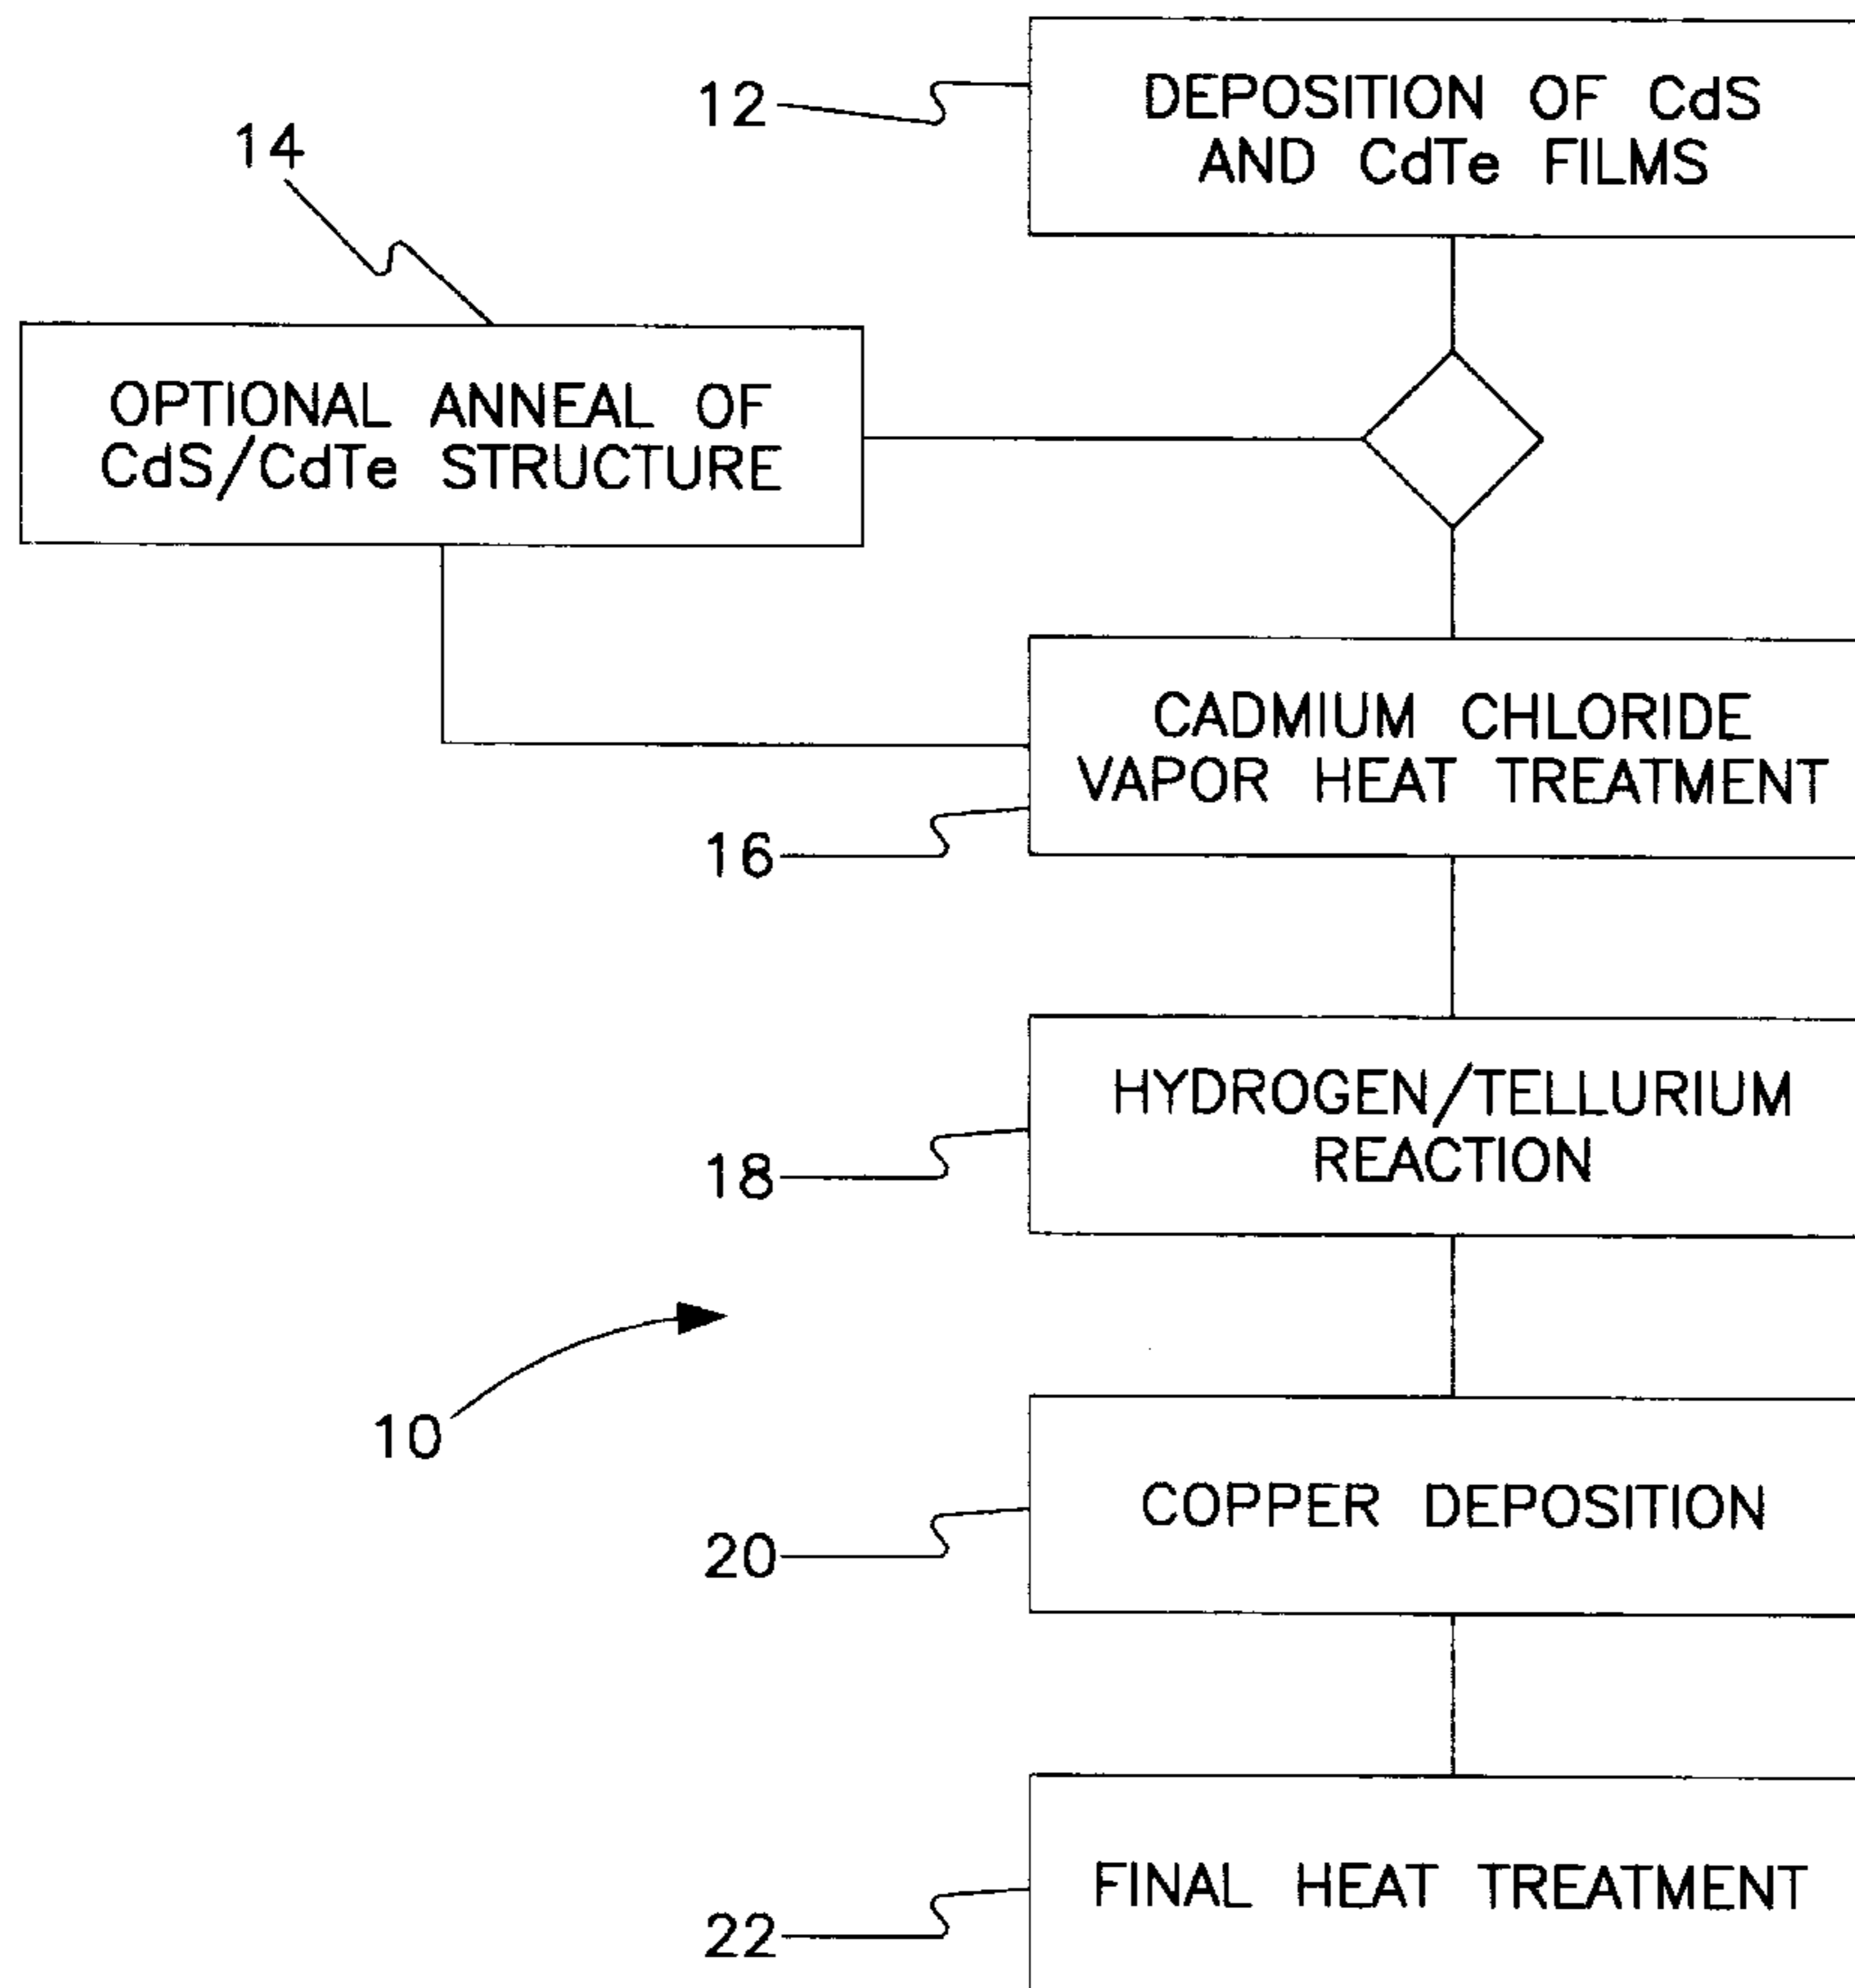 12
DEPOSITION OF CdS
AND CdTe FILMS
14
OPTIONAL ANNEAL OF
CdS/CdTe STRUCTURE
CADMIUM CHLORIDE
VAPOR HEAT TREATMENT
16
HYDROGEN/TELLURIUM
REACTION
18
10
COPPER DEPOSITION
20
FINAL HEAT TREATMENT
22